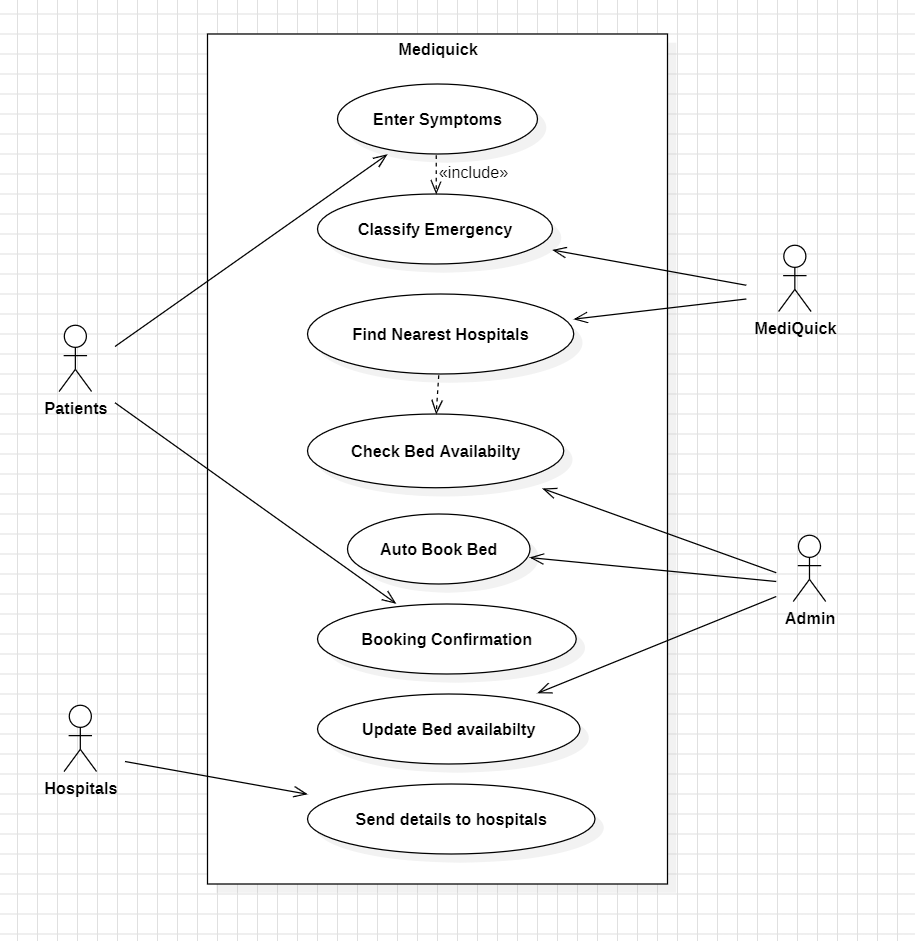 Mediquick
Enter Symptoms
«include»
Classify Emergency
Find Nearest Hospitals
MediQuick
Patients
Check Bed Availabilty
Auto Book Bed
Admin
Booking Confirmation
Update Bed availabilty
Hospitals
Send details to hospitals